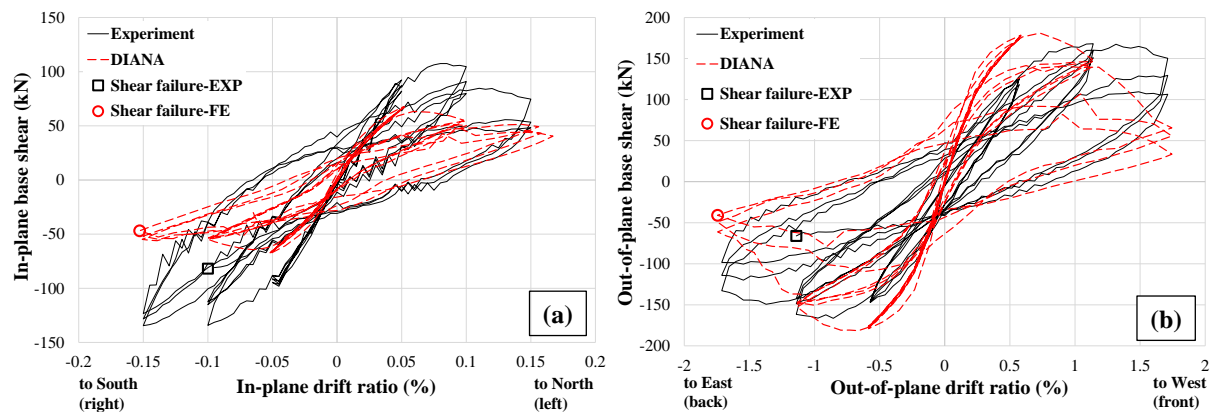 150
100
50
0
-50
-100
-150
In-plane base shear (kN)
Experiment
DIANA
Shear failure-EXP
Shear failure-FE
(a)
-0.2 -0.15 -0.1 -0.05 0 0.05 0.1 0.15 0.2
to South
(right)
In-plane drift ratio (%)
to North
(left)
200
150
100
50
0
-50
-100
-150
-200
Out-of-plane base shear (kN)
Experiment
DIANA
Shear failure-EXP
Shear failure-FE
(b)
-2 -1.5 -1 -0.5 0 0.5 1 1.5 2
to East
(back)
Out-of-plane drift ratio (%)
to West
(front)